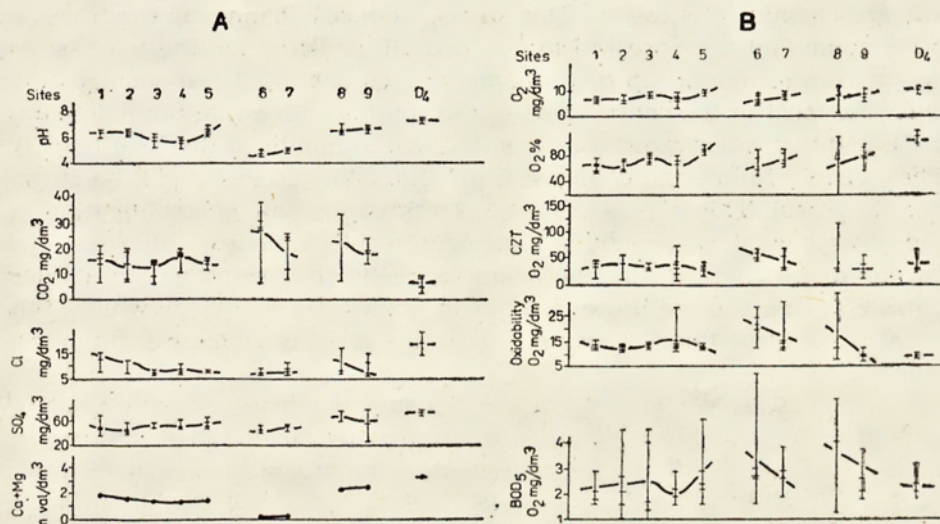 A
Sites 1 2 3 4 5 6 7 8 9 D4
pH
8
6
4
CO2 mg/dm3
40
30
20
10
0
Cl mg/dm3
15
5
SO4 mg/dm3
60
20
Ca+Mg
val/dm3
4
2
0
B
Sites 1 2 3 4 5 6 7 8 9 D4
O2 mg/dm3
10
0
O2 %
80
40
CZT
O2 mg/dm3
150
100
50
0
Oxidobility
O2 mg/dm3
25
15
5
BOD5
O2 mg/dm3
4
3
2
1